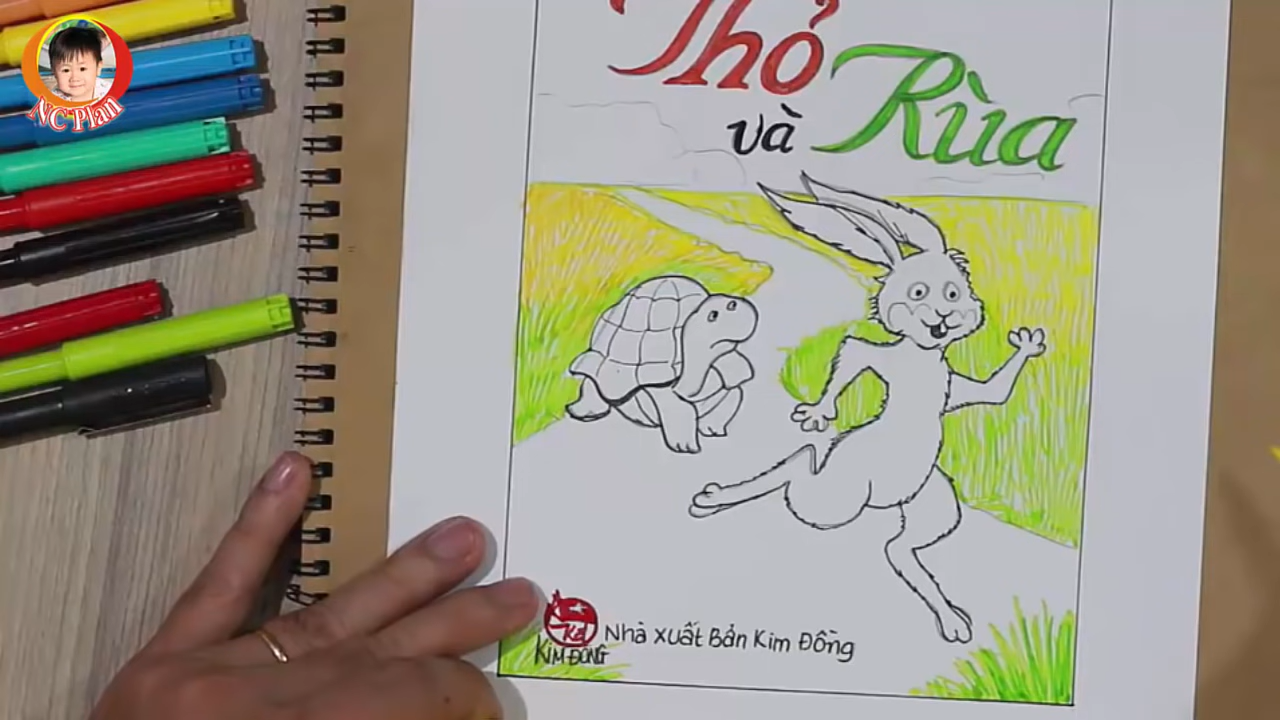 NC Plan
Thỏ
và Rùa
KIM ĐỒNG
Nhà xuất Bản Kim Đồng